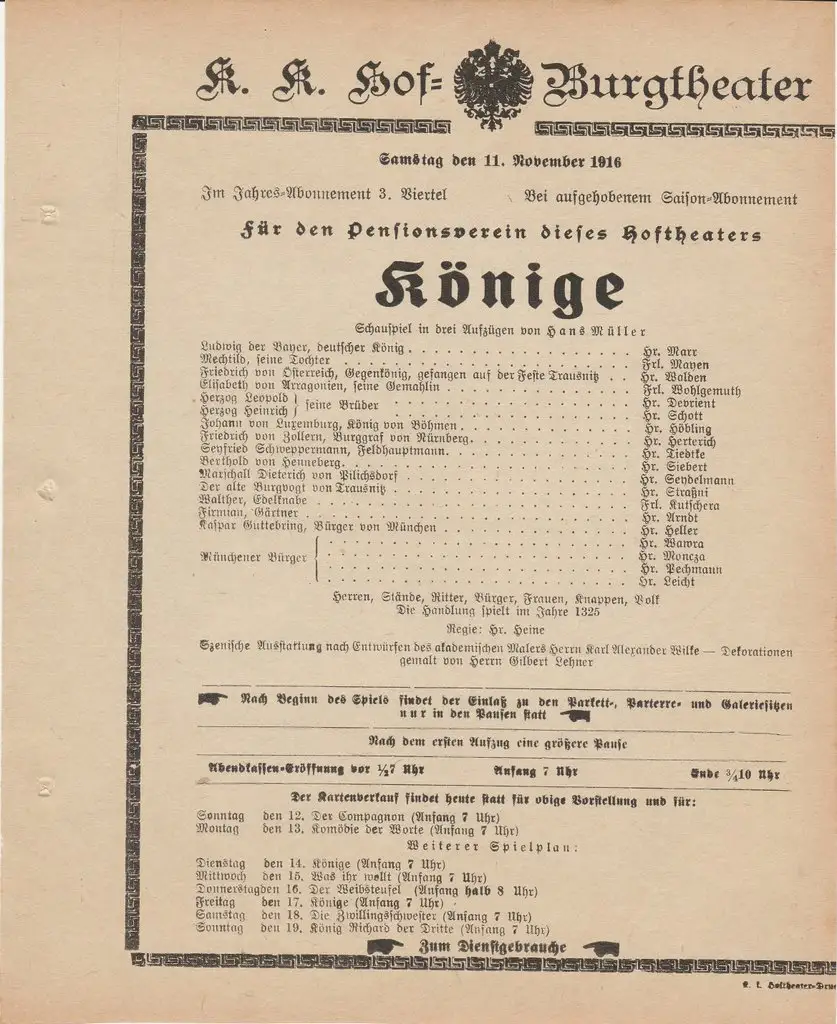 K. K. Hof-Burgtheater
Samstag den 11. November 1916
Im Jahres-Abonnement 3. Viertel Bei aufgehobenem Saison-Abonnement
Für den Pensionsverein dieses Hoftheaters
Könige
Schauspiel in drei Aufzügen von Hans Müller
Ludwig der Bayer, deutscher König . . . Hr. Marr
Mechtild, seine Tochter . . . Frl. Mayen
Friedrich von Österreich, Gegenkönig, gefangen auf der Feste Trausnitz . . Hr. Walden
Elisabeth von Arragonien, seine Gemahlin . . . Frl. Wohlgemuth
Herzog Leopold } seine Brüder . . . Hr. Devrient
Herzog Heinrich } . . . Hr. Schott
Johann von Luxemburg, König von Böhmen . . . Hr. Höbling
Friedrich von Zollern, Burggraf von Nürnberg . . . Hr. Herterich
Seyfried Schweppermann, Feldhauptmann . . . Hr. Tiedtke
Berthold von Henneberg . . . Hr. Siebert
Marschall Dieterich von Pilichsdorf . . . Hr. Seydelmann
Der alte Burgvogt von Trausnitz . . . Hr. Straßni
Walther, Edelknabe . . . Frl. Kutschera
Firmian, Gärtner . . . Hr. Arndt
Kaspar Guttebring, Bürger von München . . . Hr. Heller
Münchener Bürger { . . . Hr. Wawra
. . . Hr. Moncza
. . . Hr. Pechmann
. . . Hr. Leicht
Herren, Stände, Ritter, Bürger, Frauen, Knappen, Volk
Die Handlung spielt im Jahre 1325
Regie: Hr. Heine
Szenische Ausstattung nach Entwürfen des akademischen Malers Herrn Karl Alexander Wilke — Dekorationen
gemalt von Herrn Gilbert Lehner
Nach Beginn des Spiels findet der Einlaß zu den Parkett-, Parterre- und Galeriesitzen
nur in den Pausen statt
Nach dem ersten Aufzug eine größere Pause
Abendkassen-Eröffnung vor ½7 Uhr Anfang 7 Uhr Ende ¾10 Uhr
Der Kartenverkauf findet heute statt für obige Vorstellung und für:
Sonntag den 12. Der Compagnon (Anfang 7 Uhr)
Montag den 13. Komödie der Worte (Anfang 7 Uhr)
Weiterer Spielplan:
Dienstag den 14. Könige (Anfang 7 Uhr)
Mittwoch den 15. Was ihr wollt (Anfang 7 Uhr)
Donnerstag den 16. Der Weibsteufel (Anfang halb 8 Uhr)
Freitag den 17. Könige (Anfang 7 Uhr)
Samstag den 18. Die Zwillingsschwester (Anfang 7 Uhr)
Sonntag den 19. König Richard der Dritte (Anfang 7 Uhr)
Zum Dienstgebrauche
K. k. Hoftheater-Druc